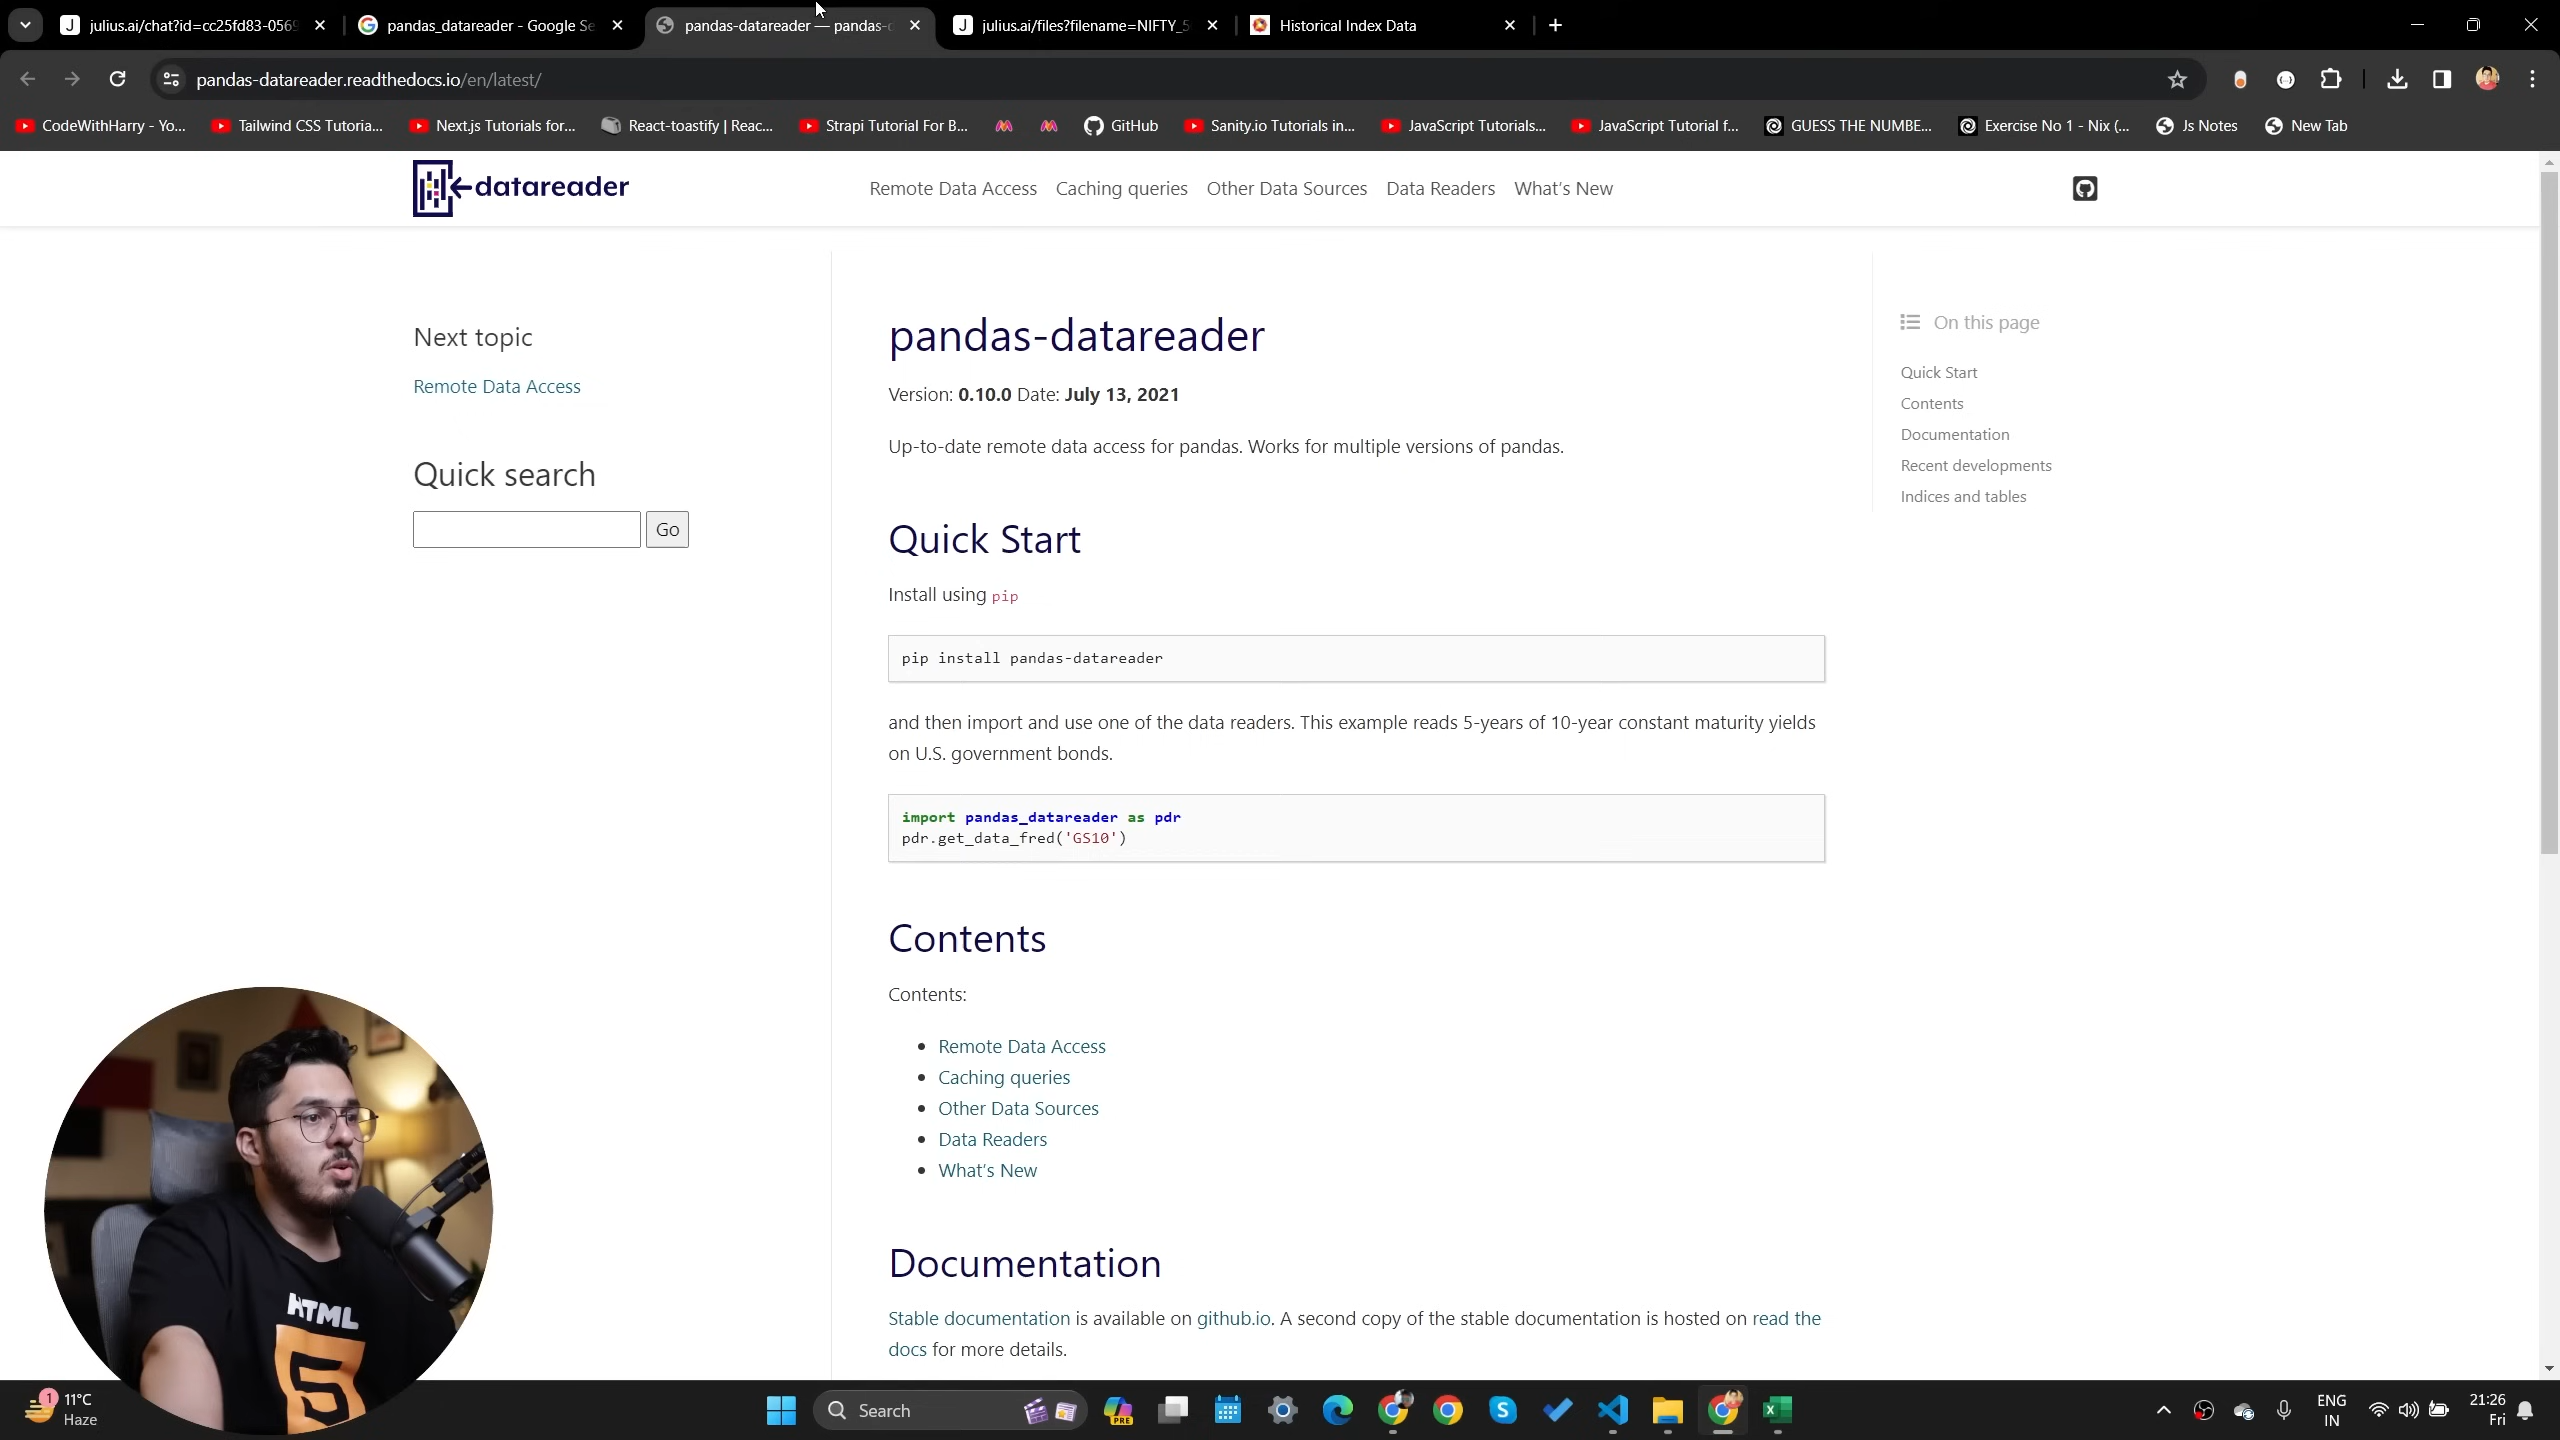 julius.ai/chat?id=cc25fd83-0569
pandas_datareader - Google Se
pandas-datareader — pandas-d
julius.ai/files?filename=NIFTY_5
Historical Index Data
pandas-datareader.readthedocs.io/en/latest/
CodeWithHarry - Yo...
Tailwind CSS Tutoria...
Next.js Tutorials for...
React-toastify | Reac...
Strapi Tutorial For B...
GitHub
Sanity.io Tutorials in...
JavaScript Tutorials...
JavaScript Tutorial f...
GUESS THE NUMBE...
Exercise No 1 - Nix (...
Js Notes
New Tab
datareader
Remote Data Access
Caching queries
Other Data Sources
Data Readers
What's New
Next topic
Remote Data Access
Quick search
Go
pandas-datareader
Version: 0.10.0 Date: July 13, 2021
Up-to-date remote data access for pandas. Works for multiple versions of pandas.
Quick Start
Install using pip
pip install pandas-datareader
and then import and use one of the data readers. This example reads 5-years of 10-year constant maturity yields
on U.S. government bonds.
import pandas_datareader as pdr
pdr.get_data_fred('GS10')
Contents
Contents:
Remote Data Access
Caching queries
Other Data Sources
Data Readers
What's New
Documentation
Stable documentation is available on github.io. A second copy of the stable documentation is hosted on read the
docs for more details.
On this page
Quick Start
Contents
Documentation
Recent developments
Indices and tables
HTML
5
1
11°C
Haze
Search
PRE
ENG
IN
21:26
Fri